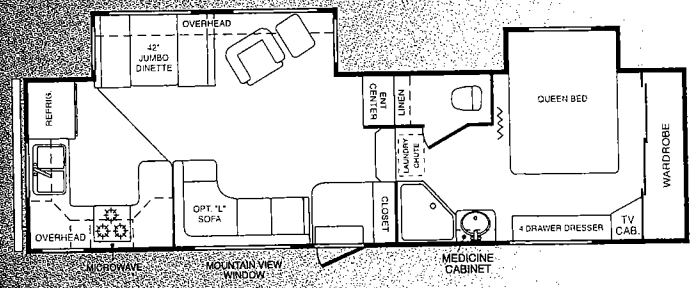 OVERHEAD
42"
JUMBO
DINETTE
REFRIG.
ENT
CENTER
LINEN
QUEEN BED
WARDROBE
LAUNDRY
CHUTE
OPT. "L"
SOFA
CLOSET
4 DRAWER DRESSER
TV
CAB.
OVERHEAD
MICROWAVE
MOUNTAIN VIEW
WINDOW
MEDICINE
CABINET